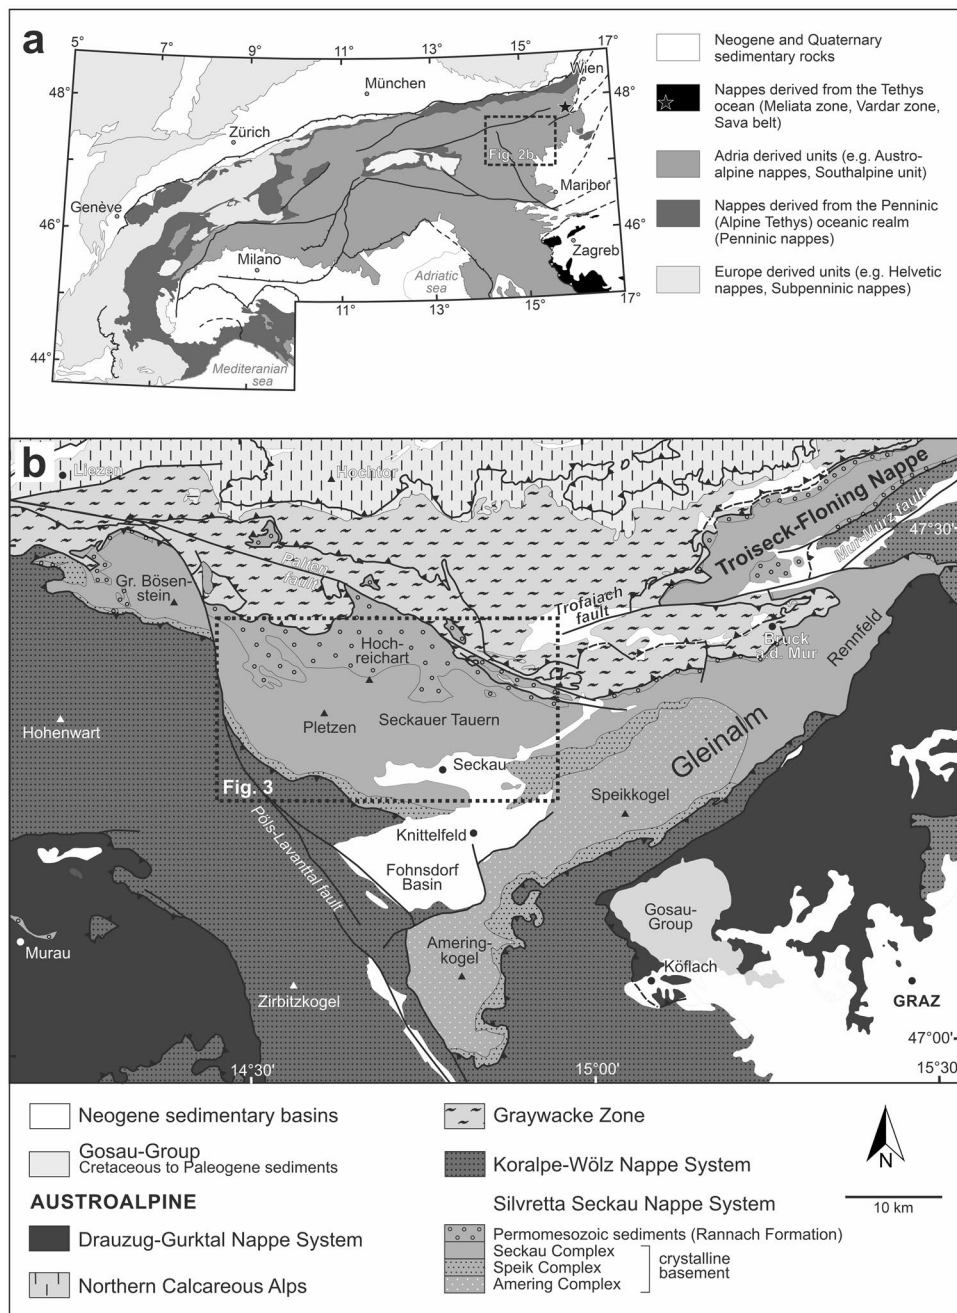 a
5°
7°
9°
11°
13°
15°
17°
48°
48°
46°
46°
44°
11°
13°
15°
17°
Wien
München
Zürich
Fig. 2b
Maribor
Genève
Zagreb
Milano
Adriatic
sea
Mediteranian
sea
Neogene and Quaternary
sedimentary rocks
Nappes derived from the Tethys
ocean (Meliata zone, Vardar zone,
Sava belt)
Adria derived units (e.g. Austro-
alpine nappes, Southalpine unit)
Nappes derived from the Penninic
(Alpine Tethys) oceanic realm
(Penninic nappes)
Europe derived units (e.g. Helvetic
nappes, Subpenninic nappes)
b
Liezen
Hochtor
Troiseck-Floning Nappe
Mur-Mürz fault
47°30'
Palten
fault
Gr. Bösen-
stein
Trofaiach
fault
Bruck
a.d. Mur
Rennfeld
Hoch-
reichart
Pletzen
Seckauer Tauern
Hohenwart
Gleinalm
Seckau
Fig. 3
Speikkogel
Pöls-Lavanttal fault
Knittelfeld
Fohnsdorf
Basin
Gosau-
Group
Murau
Amering-
kogel
Köflach
Zirbitzkogel
GRAZ
47°00'
14°30'
15°00'
15°30'
Neogene sedimentary basins
Gosau-Group
Cretaceous to Paleogene sediments
AUSTROALPINE
Drauzug-Gurktal Nappe System
Northern Calcareous Alps
Graywacke Zone
Koralpe-Wölz Nappe System
Silvretta Seckau Nappe System
Permomesozoic sediments (Rannach Formation)
Seckau Complex
Speik Complex
Amering Complex
crystalline
basement
N
10 km